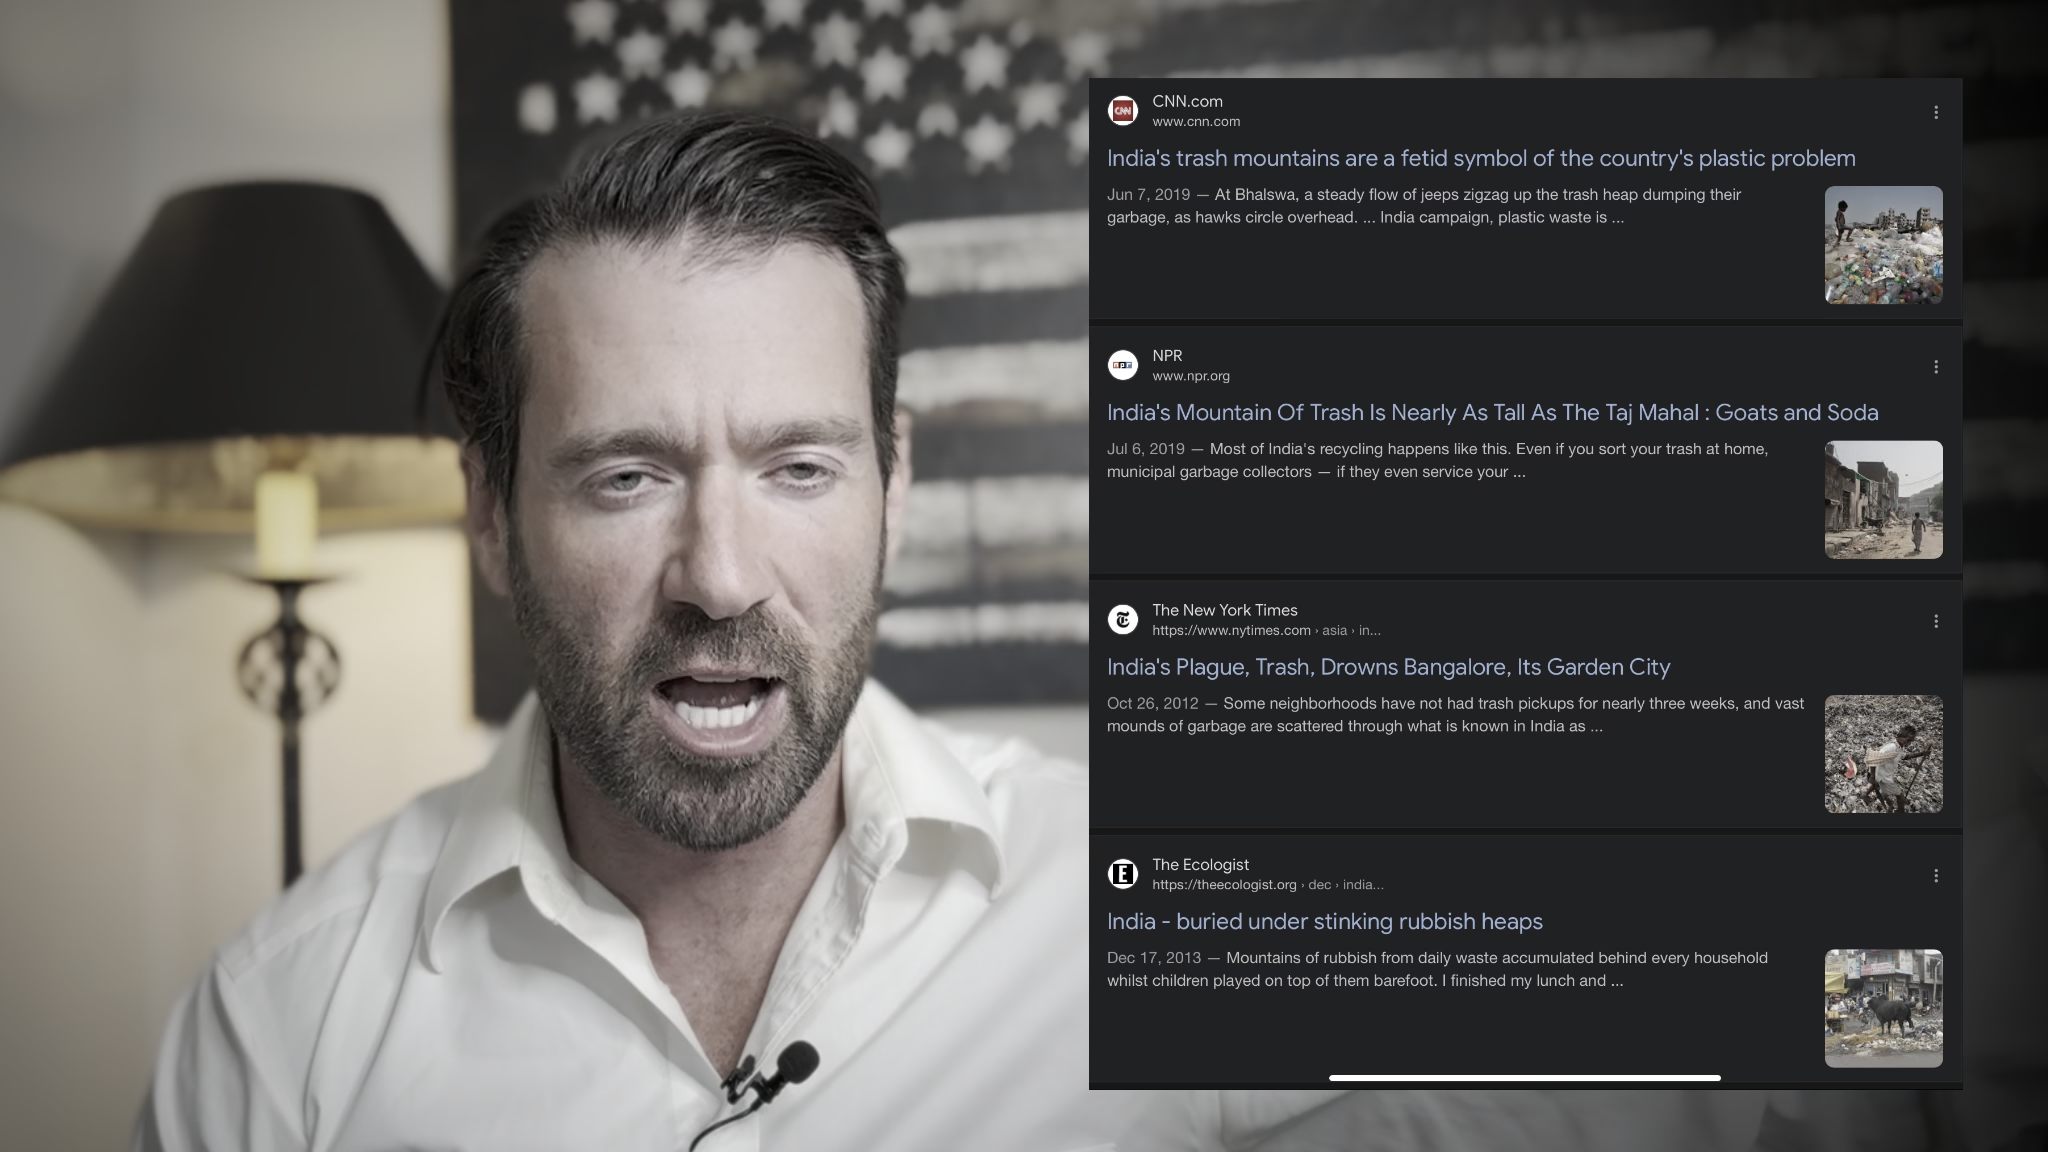 CNN
CNN.com
www.cnn.com
India's trash mountains are a fetid symbol of the country's plastic problem
Jun 7, 2019 — At Bhalswa, a steady flow of jeeps zigzag up the trash heap dumping their
garbage, as hawks circle overhead. ... India campaign, plastic waste is ...
npr
NPR
www.npr.org
India's Mountain Of Trash Is Nearly As Tall As The Taj Mahal : Goats and Soda
Jul 6, 2019 — Most of India's recycling happens like this. Even if you sort your trash at home,
municipal garbage collectors — if they even service your ...
T
The New York Times
https://www.nytimes.com › asia › in...
India's Plague, Trash, Drowns Bangalore, Its Garden City
Oct 26, 2012 — Some neighborhoods have not had trash pickups for nearly three weeks, and vast
mounds of garbage are scattered through what is known in India as ...
E
The Ecologist
https://theecologist.org › dec › india...
India - buried under stinking rubbish heaps
Dec 17, 2013 — Mountains of rubbish from daily waste accumulated behind every household
whilst children played on top of them barefoot. I finished my lunch and ...